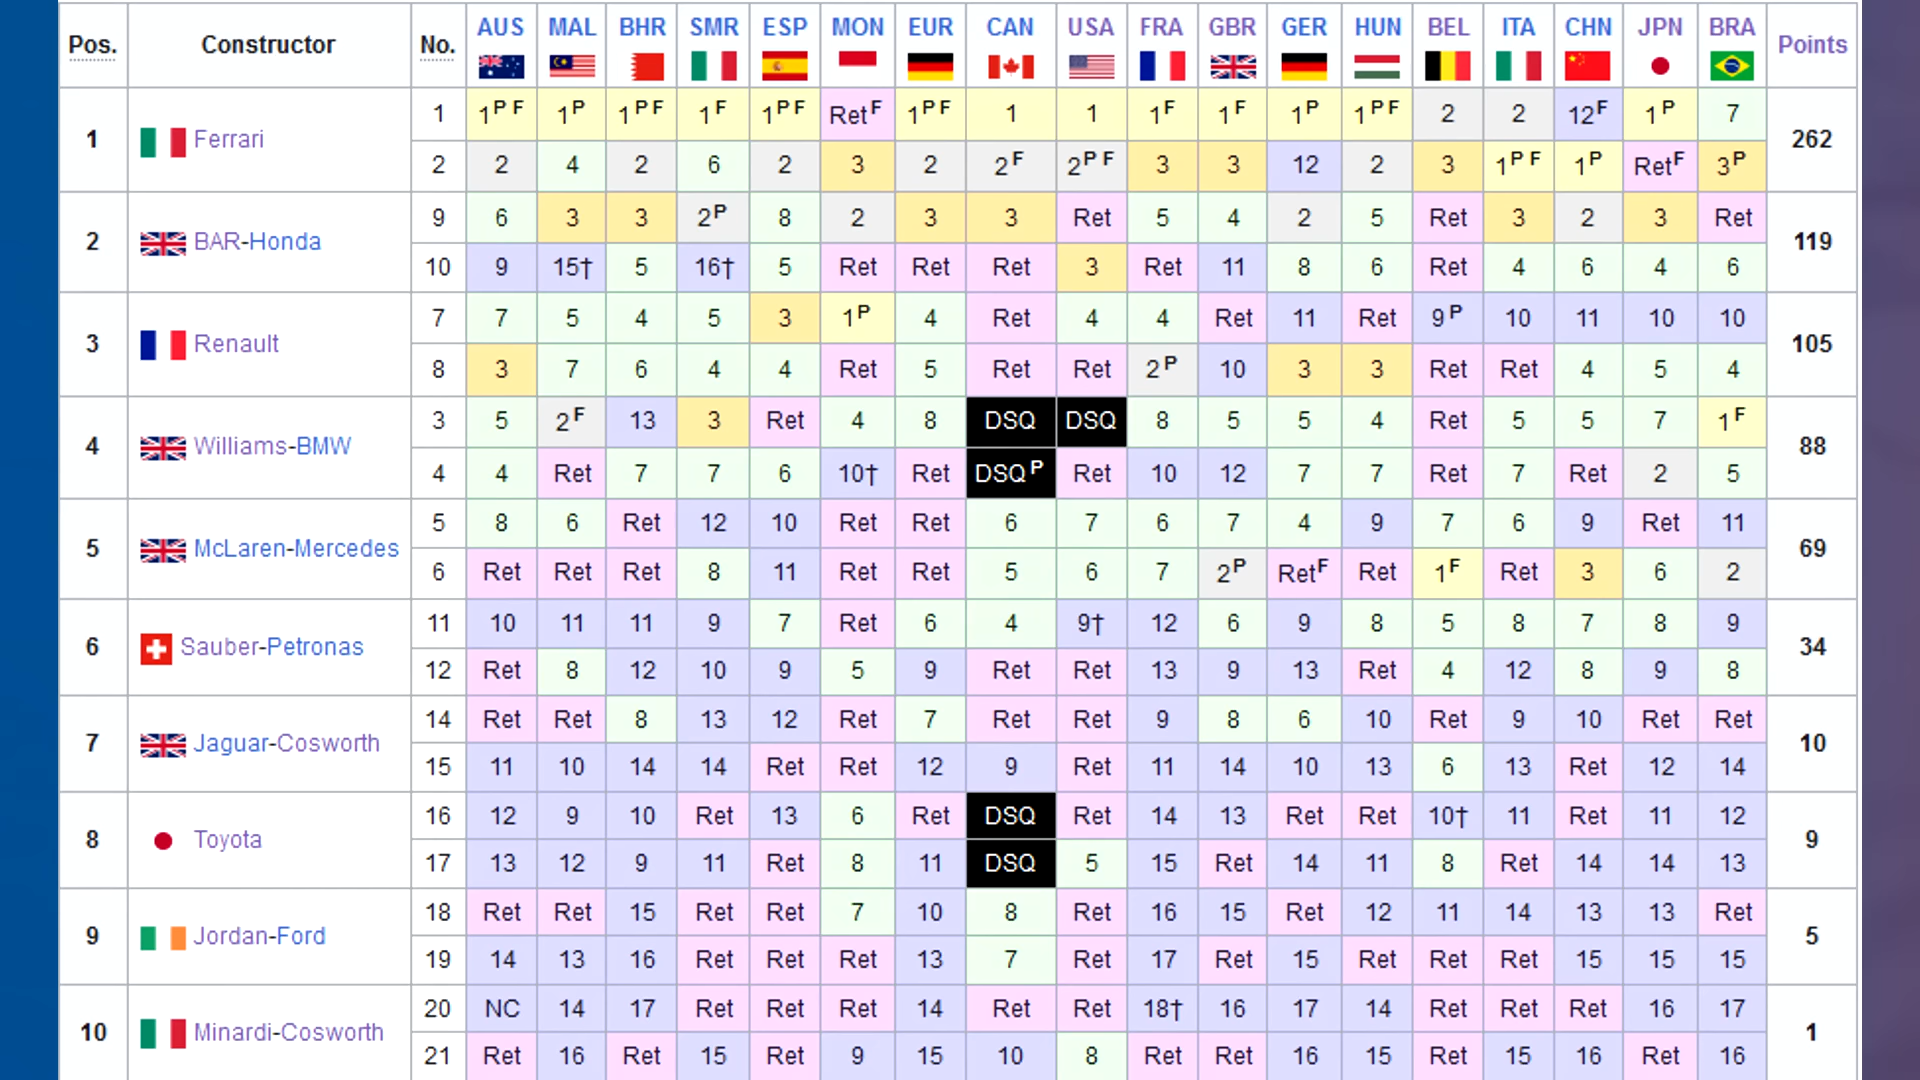 Pos. Constructor No. AUS MAL BHR SMR ESP MON EUR CAN USA FRA GBR GER HUN BEL ITA CHN JPN BRA Points
1 Ferrari 1 1P F 1P 1P F 1F 1P F RetF 1P F 1 1 1F 1F 1P 1P F 2 2 12F 1P 7 262
2 2 4 2 6 2 3 2 2F 2P F 3 3 12 2 3 1P F 1P RetF 3P
2 BAR-Honda 9 6 3 3 2P 8 2 3 3 Ret 5 4 2 5 Ret 3 2 3 Ret 119
10 9 15† 5 16† 5 Ret Ret Ret 3 Ret 11 8 6 Ret 4 6 4 6
3 Renault 7 7 5 4 5 3 1P 4 Ret 4 4 Ret 11 Ret 9P 10 11 10 10 105
8 3 7 6 4 4 Ret 5 Ret Ret 2P 10 3 3 Ret Ret 4 5 4
4 Williams-BMW 3 5 2F 13 3 Ret 4 8 DSQ DSQ 8 5 5 4 Ret 5 5 7 1F 88
4 4 Ret 7 7 6 10† Ret DSQP Ret 10 12 7 7 Ret 7 Ret 2 5
5 McLaren-Mercedes 5 8 6 Ret 12 10 Ret Ret 6 7 6 7 4 9 7 6 9 Ret 11 69
6 Ret Ret Ret 8 11 Ret Ret 5 6 7 2P RetF Ret 1F Ret 3 6 2
6 Sauber-Petronas 11 10 11 11 9 7 Ret 6 4 9† 12 6 9 8 5 8 7 8 9 34
12 Ret 8 12 10 9 5 9 Ret Ret 13 9 13 Ret 4 12 8 9 8
7 Jaguar-Cosworth 14 Ret Ret 8 13 12 Ret 7 Ret Ret 9 8 6 10 Ret 9 10 Ret Ret 10
15 11 10 14 14 Ret Ret 12 9 Ret 11 14 10 13 6 13 Ret 12 14
8 Toyota 16 12 9 10 Ret 13 6 Ret DSQ Ret 14 13 Ret Ret 10† 11 Ret 11 12 9
17 13 12 9 11 Ret 8 11 DSQ 5 15 Ret 14 11 8 Ret 14 14 13
9 Jordan-Ford 18 Ret Ret 15 Ret Ret 7 10 8 Ret 16 15 Ret 12 11 14 13 13 Ret 5
19 14 13 16 Ret Ret Ret 13 7 Ret 17 Ret 15 Ret Ret Ret 15 15 15
10 Minardi-Cosworth 20 NC 14 17 Ret Ret Ret 14 Ret Ret 18† 16 17 14 Ret Ret Ret 16 17 1
21 Ret 16 Ret 15 Ret 9 15 10 8 Ret Ret 16 15 Ret 15 16 Ret 16